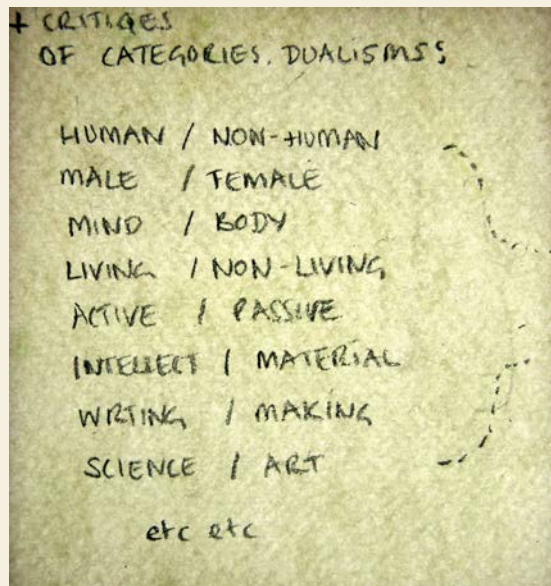 + CRITIQES
OF CATEGORIES. DUALISMS:
HUMAN / NON-HUMAN
MALE / FEMALE
MIND / BODY
LIVING / NON-LIVING
ACTIVE / PASSIVE
INTELLECT / MATERIAL
WRTING / MAKING
SCIENCE / ART
etc etc